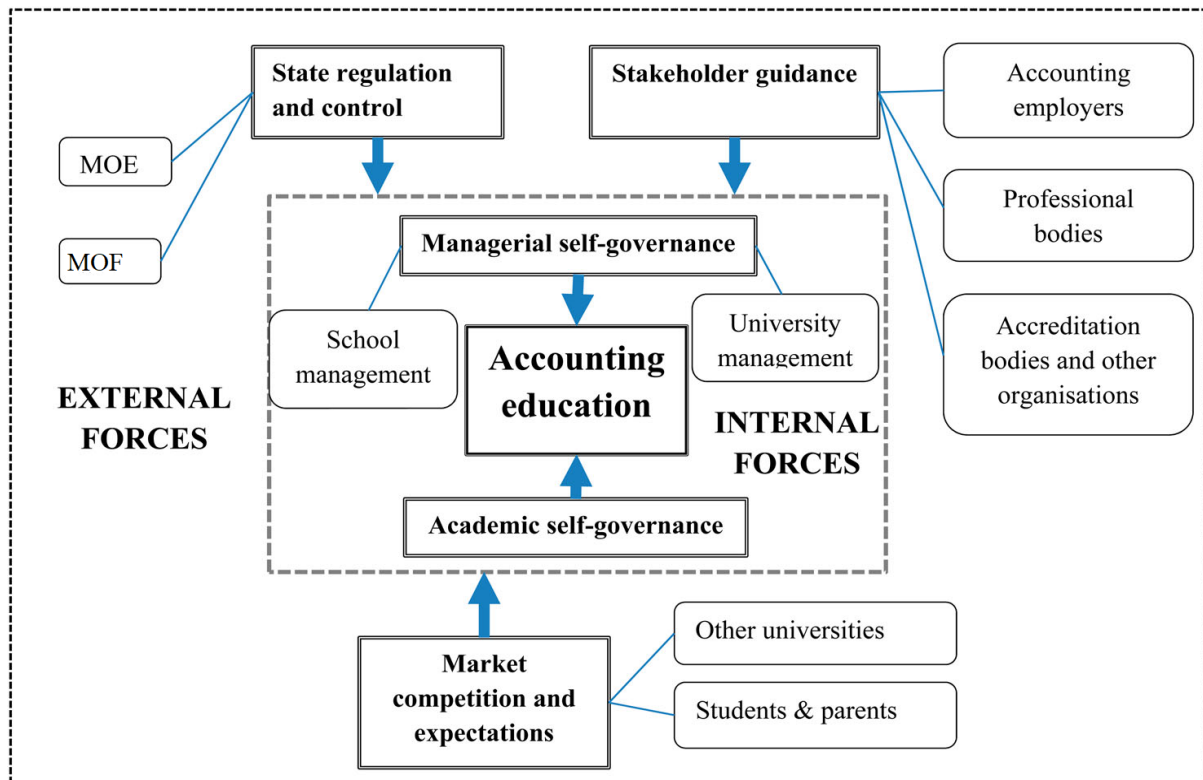 State regulation
and control
Stakeholder guidance
Accounting
employers
MOE
Professional
bodies
MOF
Managerial self-governance
School
management
University
management
Accounting
education
Accreditation
bodies and other
organisations
EXTERNAL
FORCES
INTERNAL
FORCES
Academic self-governance
Market
competition and
expectations
Other universities
Students & parents